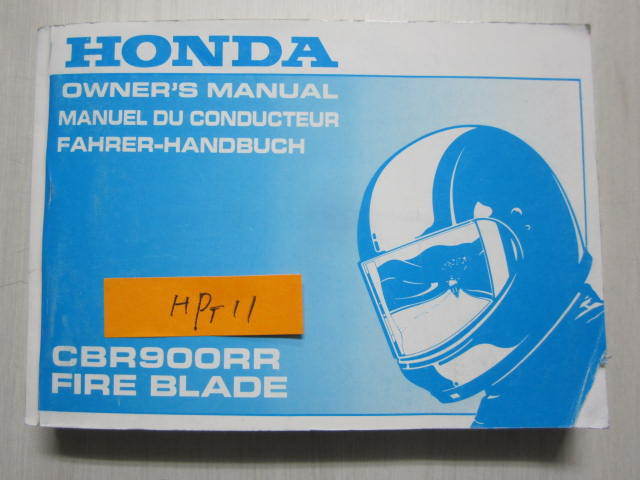 HONDA
OWNER'S MANUAL
MANUEL DU CONDUCTEUR
FAHRER-HANDBUCH
HPT11
CBR900RR
FIRE BLADE